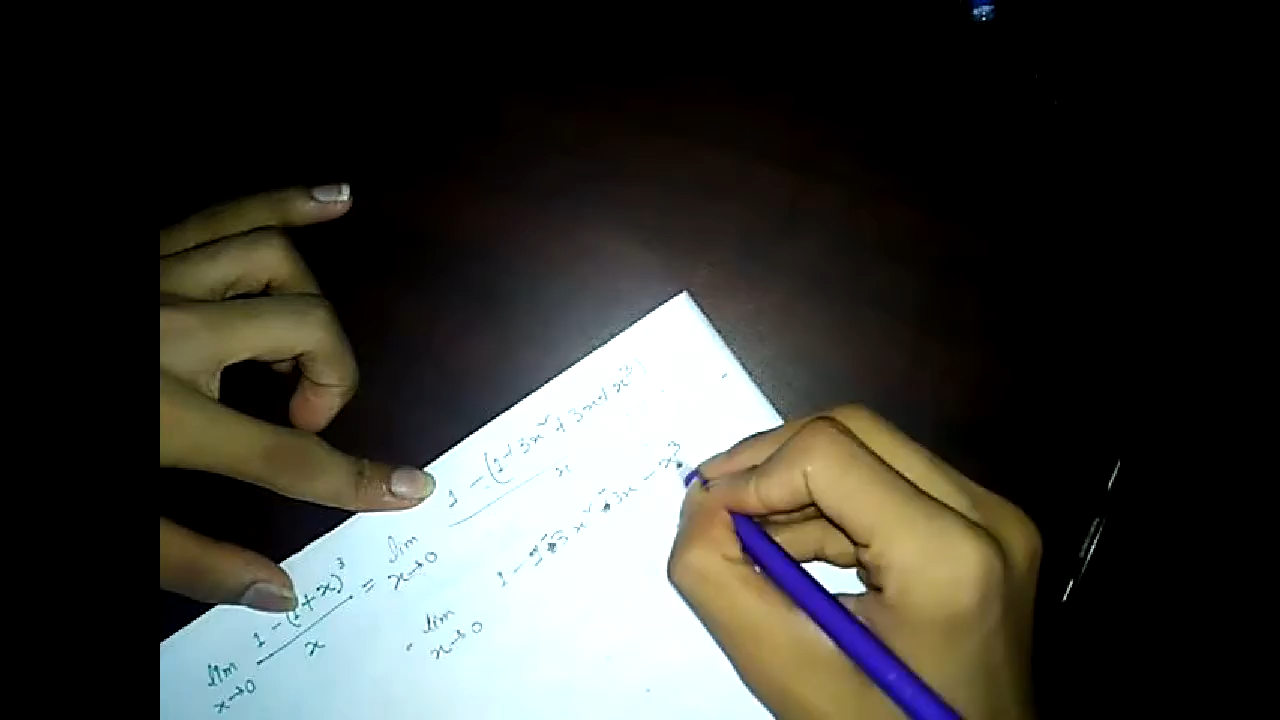 lim x→0 1-(1+x)³ / x = lim x→0 1-(1+3x²+3x+x³) / x
= lim x→0 1-1-3x²-3x-x³